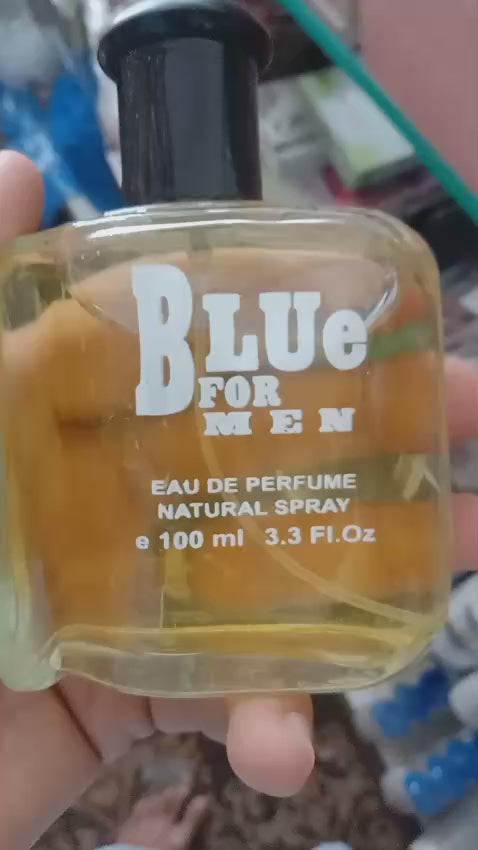 BLUe
FOR
MEN
EAU DE PERFUME
NATURAL SPRAY
e 100 ml 3.3 Fl.Oz